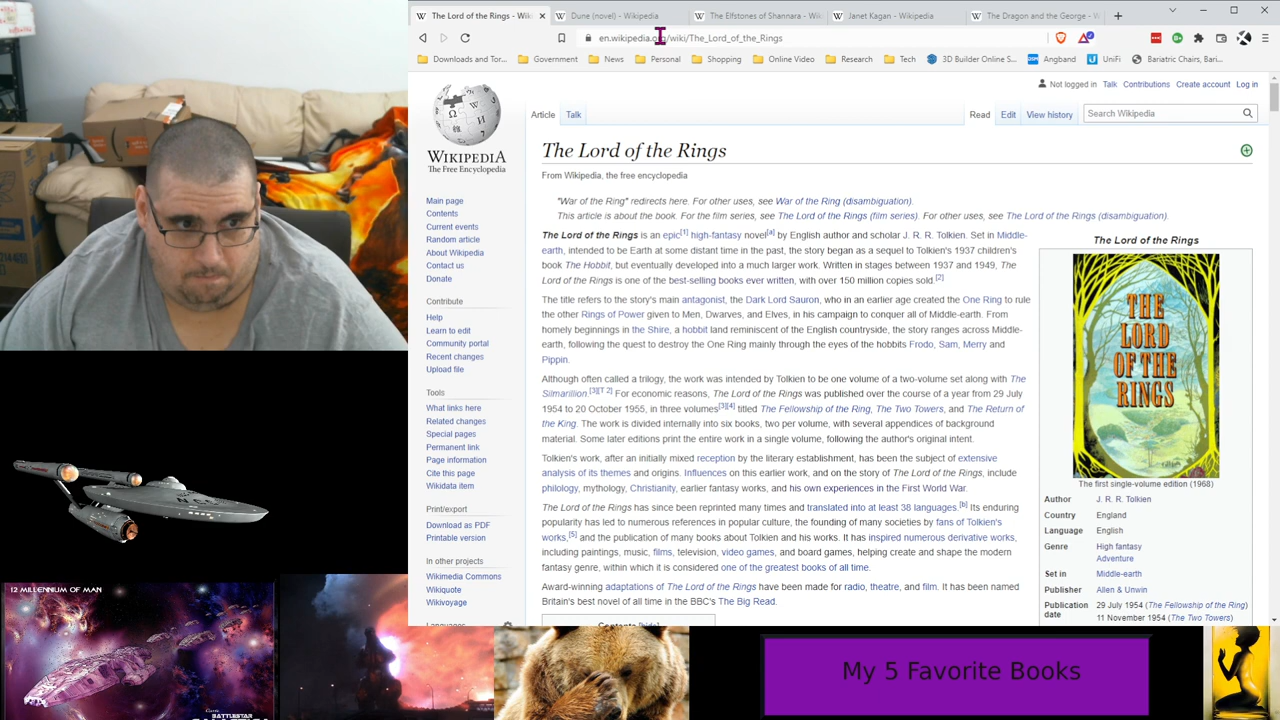 The Lord of the Rings - Wiki
Dune (novel) - Wikipedia
The Elfstones of Shannara - Wiki
Janet Kagan - Wikipedia
The Dragon and the George - W
en.wikipedia.org/wiki/The_Lord_of_the_Rings
Downloads and Tor...
Government
News
Personal
Shopping
Online Video
Research
Tech
3D Builder Online S...
Angband
UniFi
Bariatric Chairs, Bari...
Not logged in Talk Contributions Create account Log in
Article Talk
Read Edit View history
Search Wikipedia
WIKIPEDIA
The Free Encyclopedia
Main page
Contents
Current events
Random article
About Wikipedia
Contact us
Donate
Contribute
Help
Learn to edit
Community portal
Recent changes
Upload file
Tools
What links here
Related changes
Special pages
Permanent link
Page information
Cite this page
Wikidata item
Print/export
Download as PDF
Printable version
In other projects
Wikimedia Commons
Wikiquote
Wikivoyage
Languages
The Lord of the Rings
From Wikipedia, the free encyclopedia
"War of the Ring" redirects here. For other uses, see War of the Ring (disambiguation).
This article is about the book. For the film series, see The Lord of the Rings (film series). For other uses, see The Lord of the Rings (disambiguation).
The Lord of the Rings is an epic[1] high-fantasy novel[a] by English author and scholar J. R. R. Tolkien. Set in Middle-
earth, intended to be Earth at some distant time in the past, the story began as a sequel to Tolkien's 1937 children's
book The Hobbit, but eventually developed into a much larger work. Written in stages between 1937 and 1949, The
Lord of the Rings is one of the best-selling books ever written, with over 150 million copies sold.[2]
The title refers to the story's main antagonist, the Dark Lord Sauron, who in an earlier age created the One Ring to rule
the other Rings of Power given to Men, Dwarves, and Elves, in his campaign to conquer all of Middle-earth. From
homely beginnings in the Shire, a hobbit land reminiscent of the English countryside, the story ranges across Middle-
earth, following the quest to destroy the One Ring mainly through the eyes of the hobbits Frodo, Sam, Merry and
Pippin.
Although often called a trilogy, the work was intended by Tolkien to be one volume of a two-volume set along with The
Silmarillion.[3][T 2] For economic reasons, The Lord of the Rings was published over the course of a year from 29 July
1954 to 20 October 1955, in three volumes[3][4] titled The Fellowship of the Ring, The Two Towers, and The Return of
the King. The work is divided internally into six books, two per volume, with several appendices of background
material. Some later editions print the entire work in a single volume, following the author's original intent.
Tolkien's work, after an initially mixed reception by the literary establishment, has been the subject of extensive
analysis of its themes and origins. Influences on this earlier work, and on the story of The Lord of the Rings, include
philology, mythology, Christianity, earlier fantasy works, and his own experiences in the First World War.
The Lord of the Rings has since been reprinted many times and translated into at least 38 languages.[b] Its enduring
popularity has led to numerous references in popular culture, the founding of many societies by fans of Tolkien's
works,[5] and the publication of many books about Tolkien and his works. It has inspired numerous derivative works,
including paintings, music, films, television, video games, and board games, helping create and shape the modern
fantasy genre, within which it is considered one of the greatest books of all time.
Award-winning adaptations of The Lord of the Rings have been made for radio, theatre, and film. It has been named
Britain's best novel of all time in the BBC's The Big Read.
Contents [hide]
The Lord of the Rings
THE
LORD
OF THE
RINGS
The first single-volume edition (1968)
Author J. R. R. Tolkien
Country England
Language English
Genre High fantasy
Adventure
Set in Middle-earth
Publisher Allen & Unwin
Publication 29 July 1954 (The Fellowship of the Ring)
date 11 November 1954 (The Two Towers)
12 MILLENNIUM OF MAN
BATTLESTAR
My 5 Favorite Books